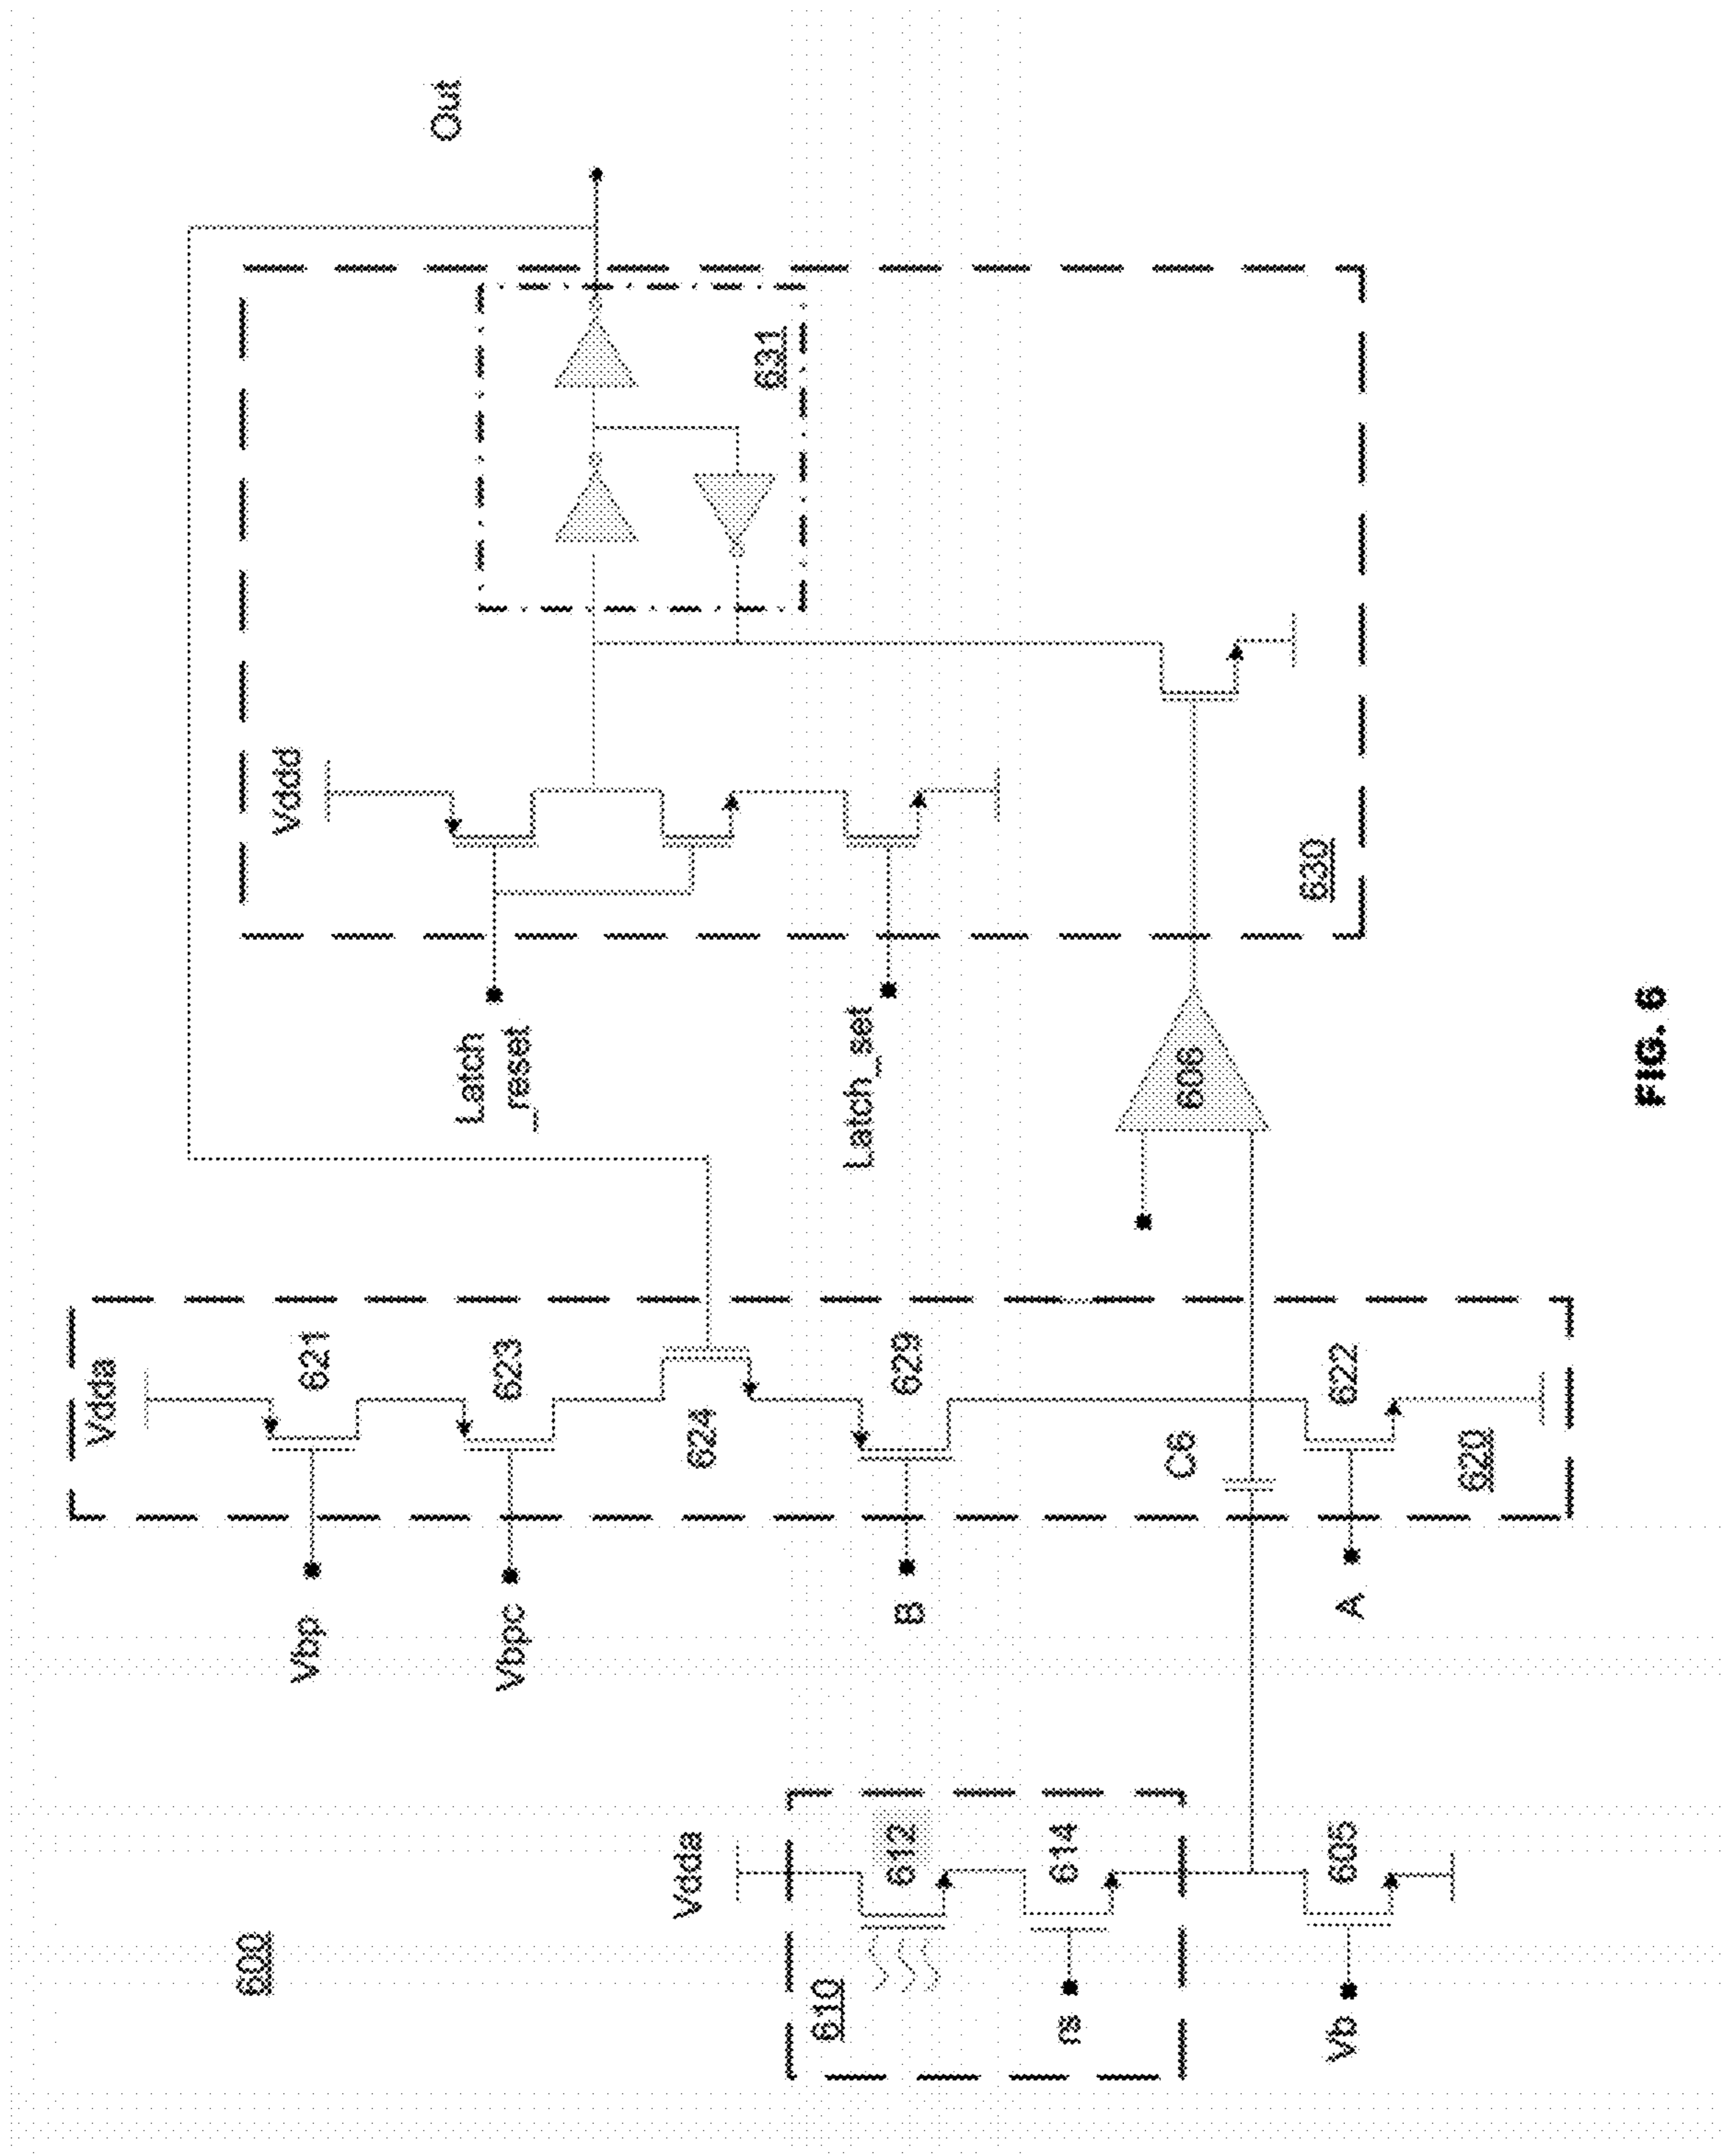 600
Vdda
610
612
614
rs
Vb
605
Vdda
Vbp
621
Vbpc
623
624
B
629
C6
A
622
620
606
Latch
_reset
Latch_set
Vddd
630
631
Out
FIG. 6